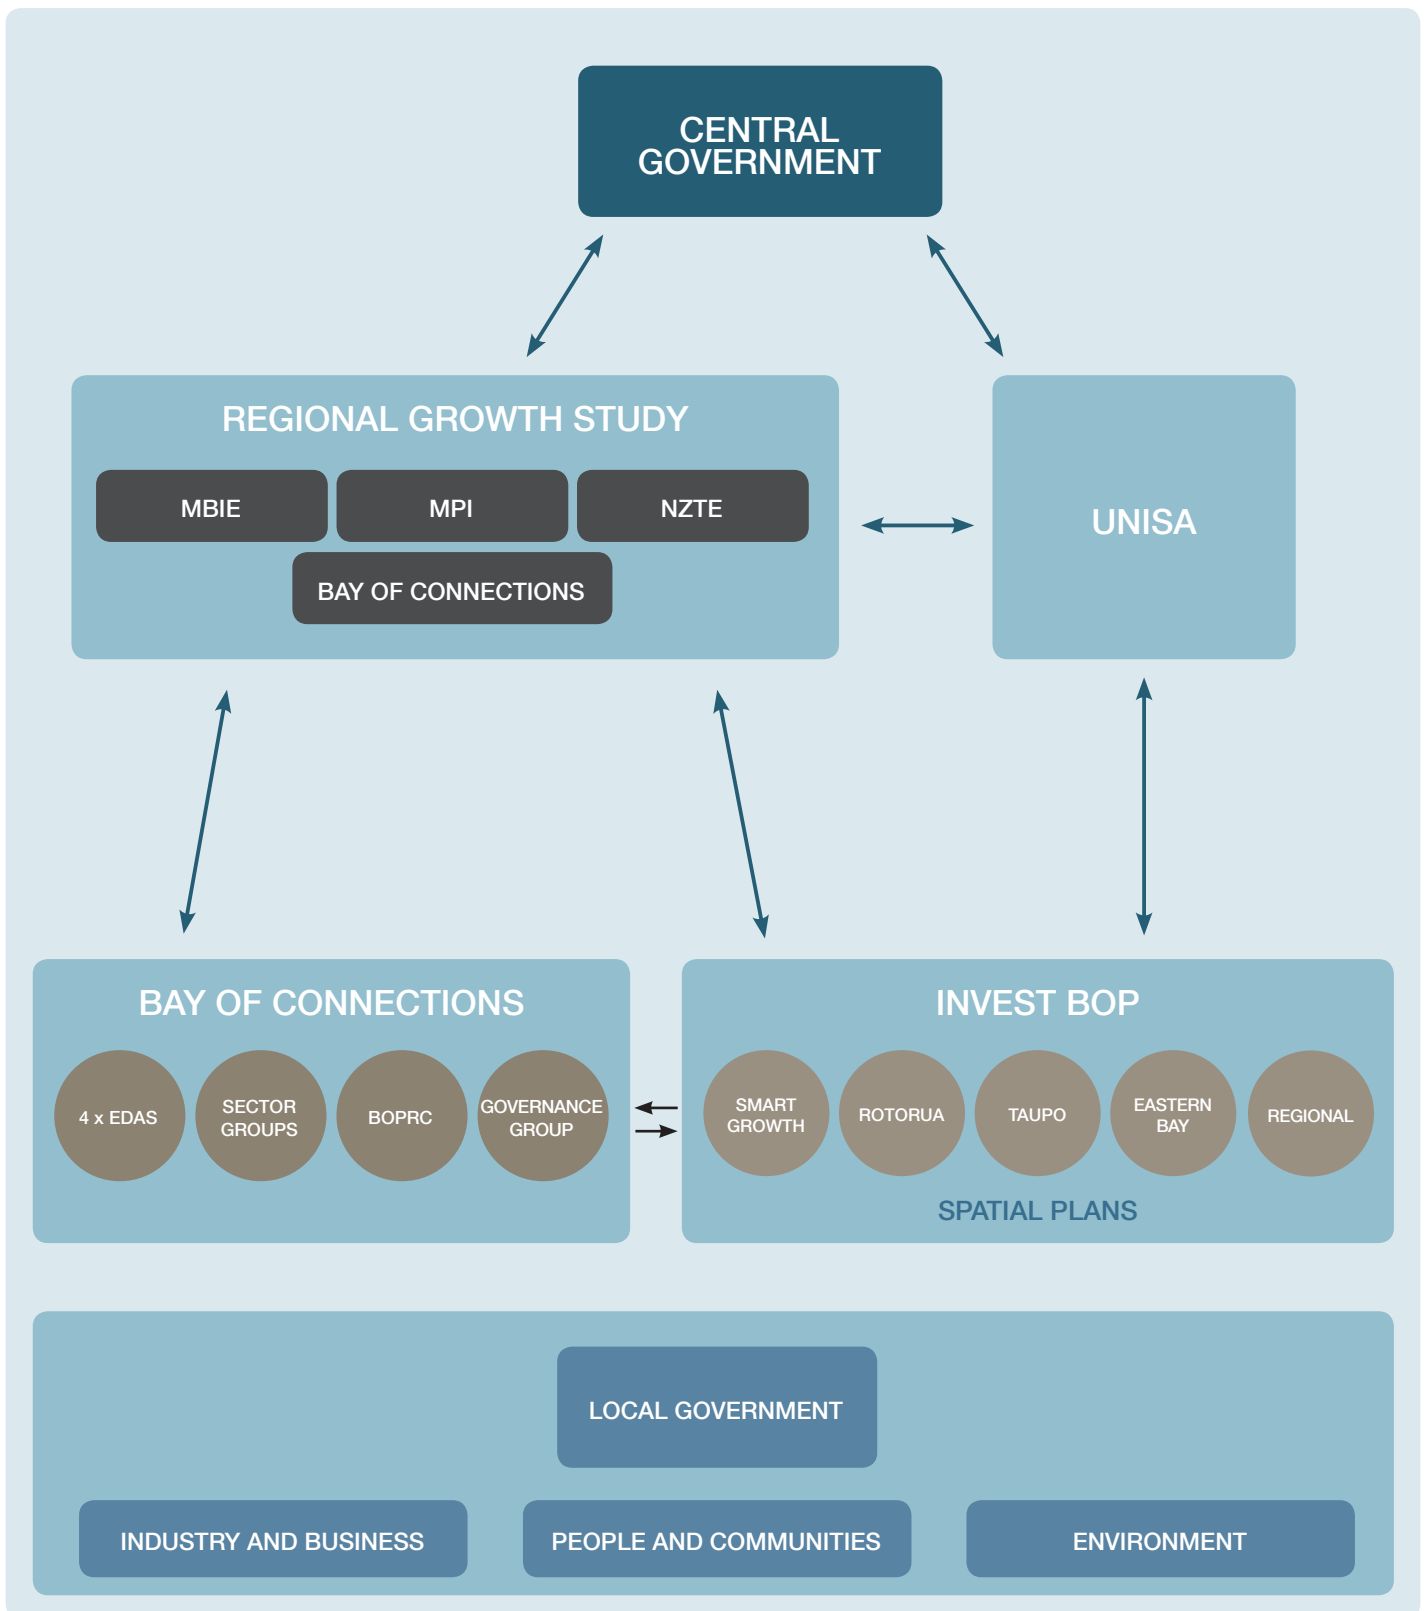 CENTRAL
GOVERNMENT
REGIONAL GROWTH STUDY
MBIE
MPI
NZTE
BAY OF CONNECTIONS
UNISA
BAY OF CONNECTIONS
4 x EDAS
SECTOR
GROUPS
BOPRC
GOVERNANCE
GROUP
INVEST BOP
SMART
GROWTH
ROTORUA
TAUPO
EASTERN
BAY
REGIONAL
SPATIAL PLANS
LOCAL GOVERNMENT
INDUSTRY AND BUSINESS
PEOPLE AND COMMUNITIES
ENVIRONMENT